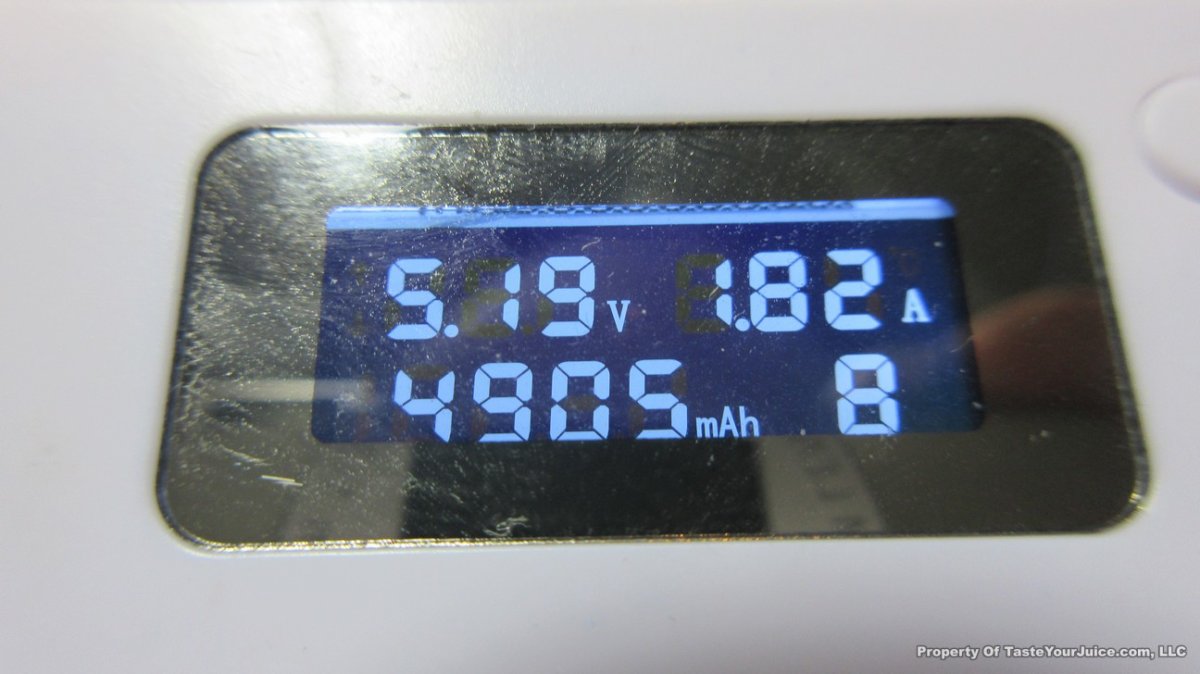 5.19V 1.82A
4905mAh 8
Property Of TasteYourJuice.com, LLC